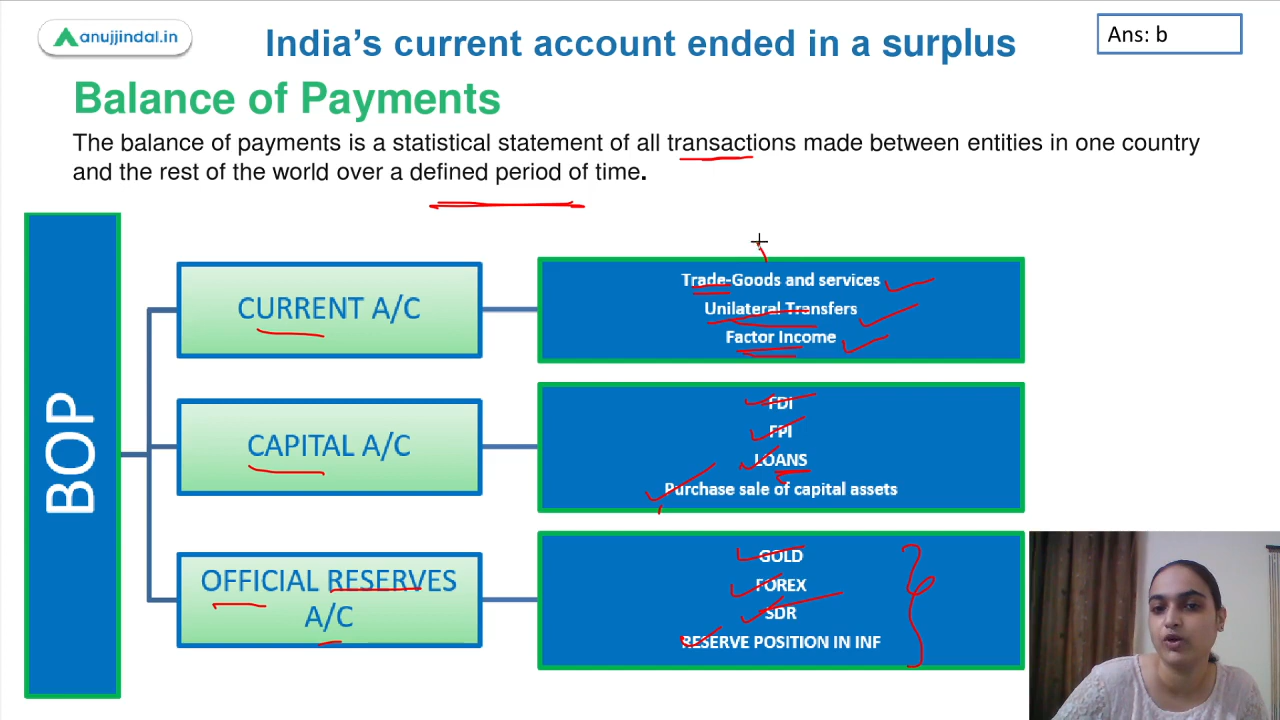 anujjindal.in
India's current account ended in a surplus
Ans: b
Balance of Payments
The balance of payments is a statistical statement of all transactions made between entities in one country
and the rest of the world over a defined period of time.
BOP
CURRENT A/C
Trade-Goods and services
Unilateral Transfers
Factor Income
CAPITAL A/C
FDI
FPI
LOANS
Purchase sale of capital assets
OFFICIAL RESERVES
A/C
GOLD
FOREX
SDR
RESERVE POSITION IN INF